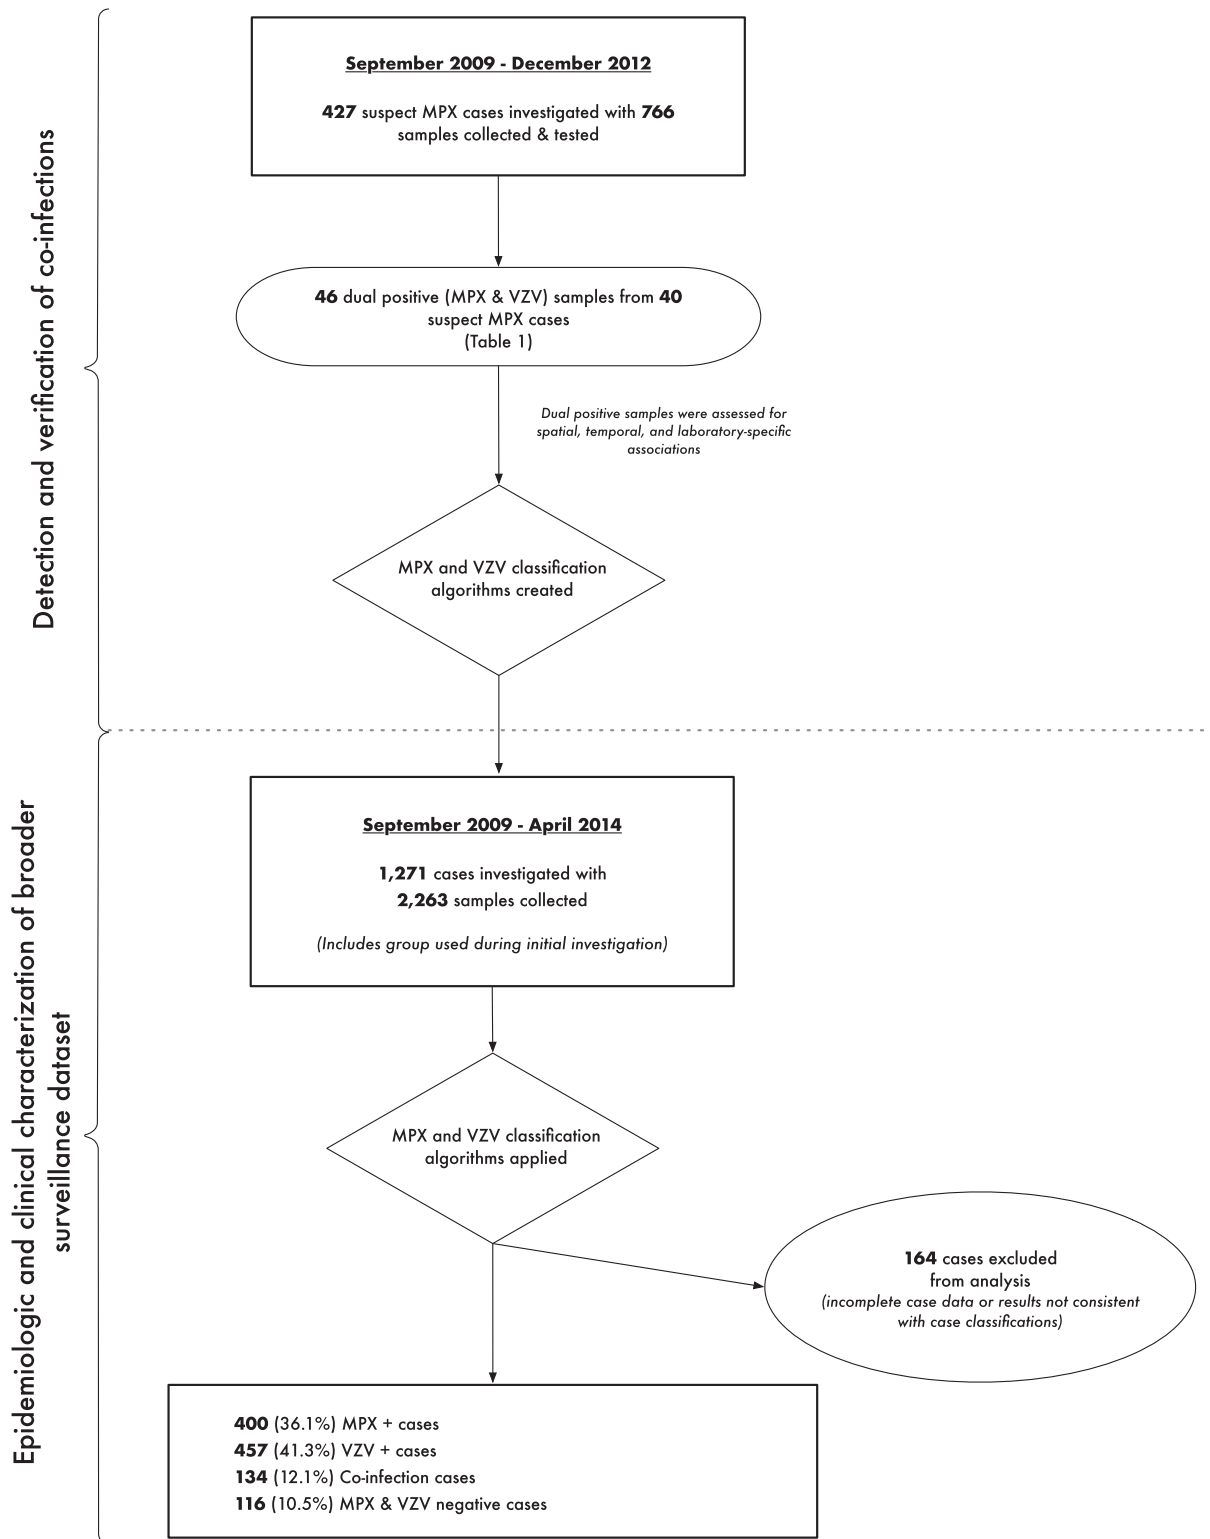 Detection and verification of co-infections
September 2009 - December 2012
427 suspect MPX cases investigated with 766
samples collected & tested
46 dual positive (MPX & VZV) samples from 40
suspect MPX cases
(Table 1)
Dual positive samples were assessed for
spatial, temporal, and laboratory-specific
associations
MPX and VZV classification
algorithms created
Epidemiologic and clinical characterization of broader
surveillance dataset
September 2009 - April 2014
1,271 cases investigated with
2,263 samples collected
(Includes group used during initial investigation)
MPX and VZV classification
algorithms applied
164 cases excluded
from analysis
(incomplete case data or results not consistent
with case classifications)
400 (36.1%) MPX + cases
457 (41.3%) VZV + cases
134 (12.1%) Co-infection cases
116 (10.5%) MPX & VZV negative cases